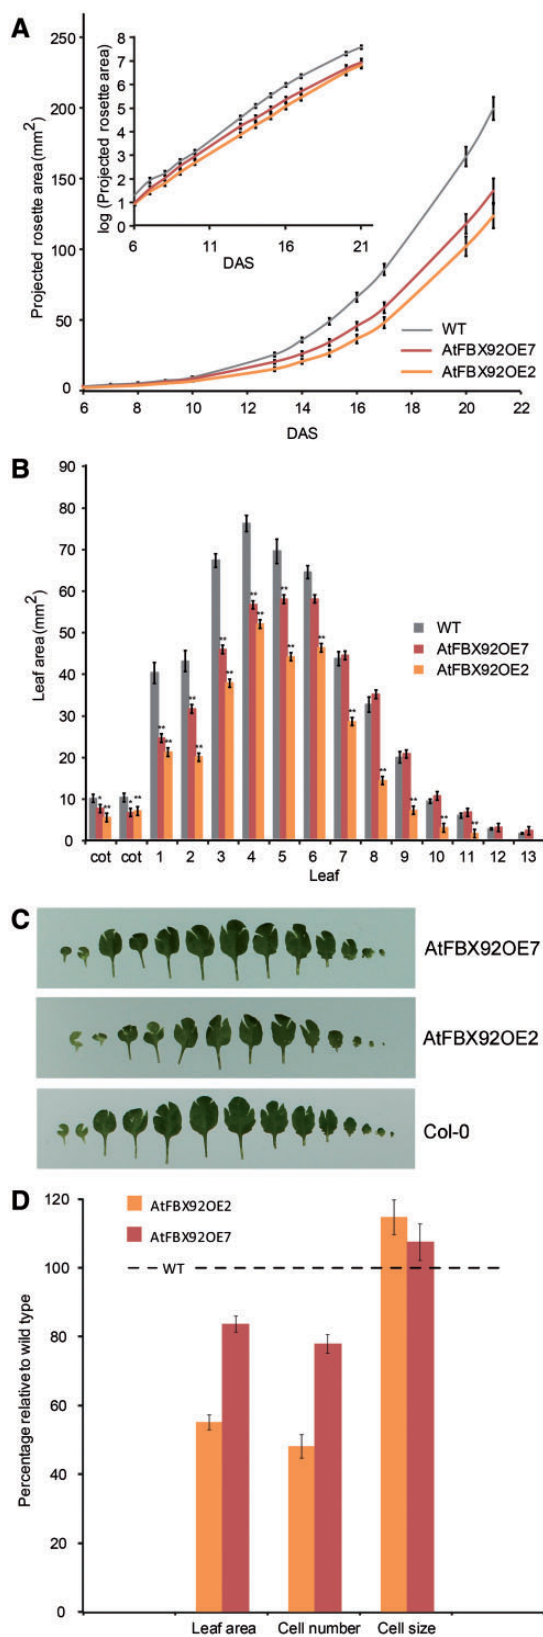 A
Projected rosette area (mm2)
250
200
150
100
50
0
6
8
10
12
14
16
18
20
22
DAS
log (Projected rosette area)
8
7
6
5
4
3
2
1
0
6
11
16
21
DAS
WT
AtFBX92OE7
AtFBX92OE2
B
Leaf area (mm2)
90
80
70
60
50
40
30
20
10
0
WT
AtFBX92OE7
AtFBX92OE2
* ** * ** ** ** ** ** ** ** ** ** ** ** ** ** ** ** ** **
cot cot 1 2 3 4 5 6 7 8 9 10 11 12 13
Leaf
C
AtFBX92OE7
AtFBX92OE2
Col-0
D
Percentage relative to wild type
120
100
80
60
40
20
0
AtFBX92OE2
AtFBX92OE7
WT
Leaf area Cell number Cell size